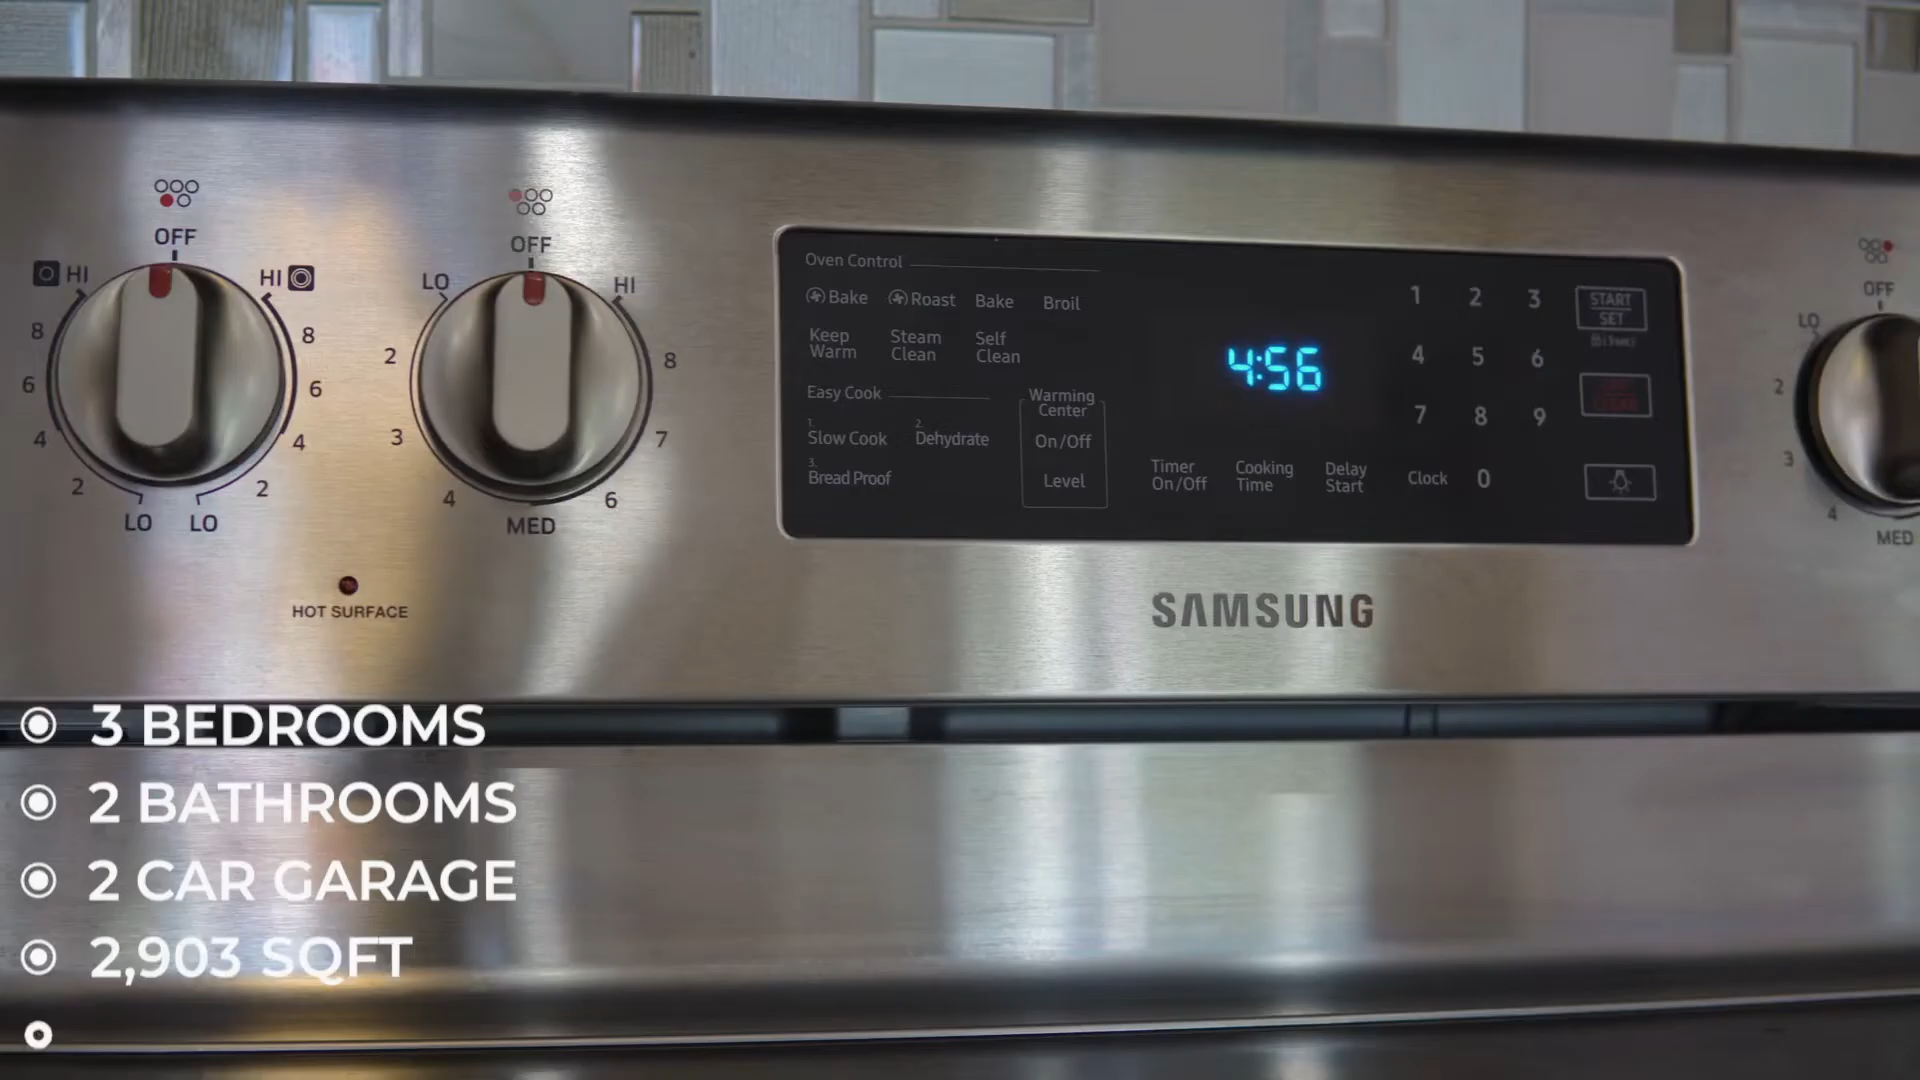 OFF
HI
HI
8
8
6
6
4
4
2
2
LO
LO
OFF
LO
HI
2
8
3
7
4
6
MED
HOT SURFACE
Oven Control
Bake
Roast
Bake
Broil
Keep
Warm
Steam
Clean
Self
Clean
Easy Cook
1.
Slow Cook
2.
Dehydrate
3.
Bread Proof
Warming
Center
On/Off
Level
4:56
Timer
On/Off
Cooking
Time
Delay
Start
Clock
1 2 3
4 5 6
7 8 9
0
START
SET
SAMSUNG
OFF
LO
2
3
4
MED
3 BEDROOMS
2 BATHROOMS
2 CAR GARAGE
2,903 SQFT